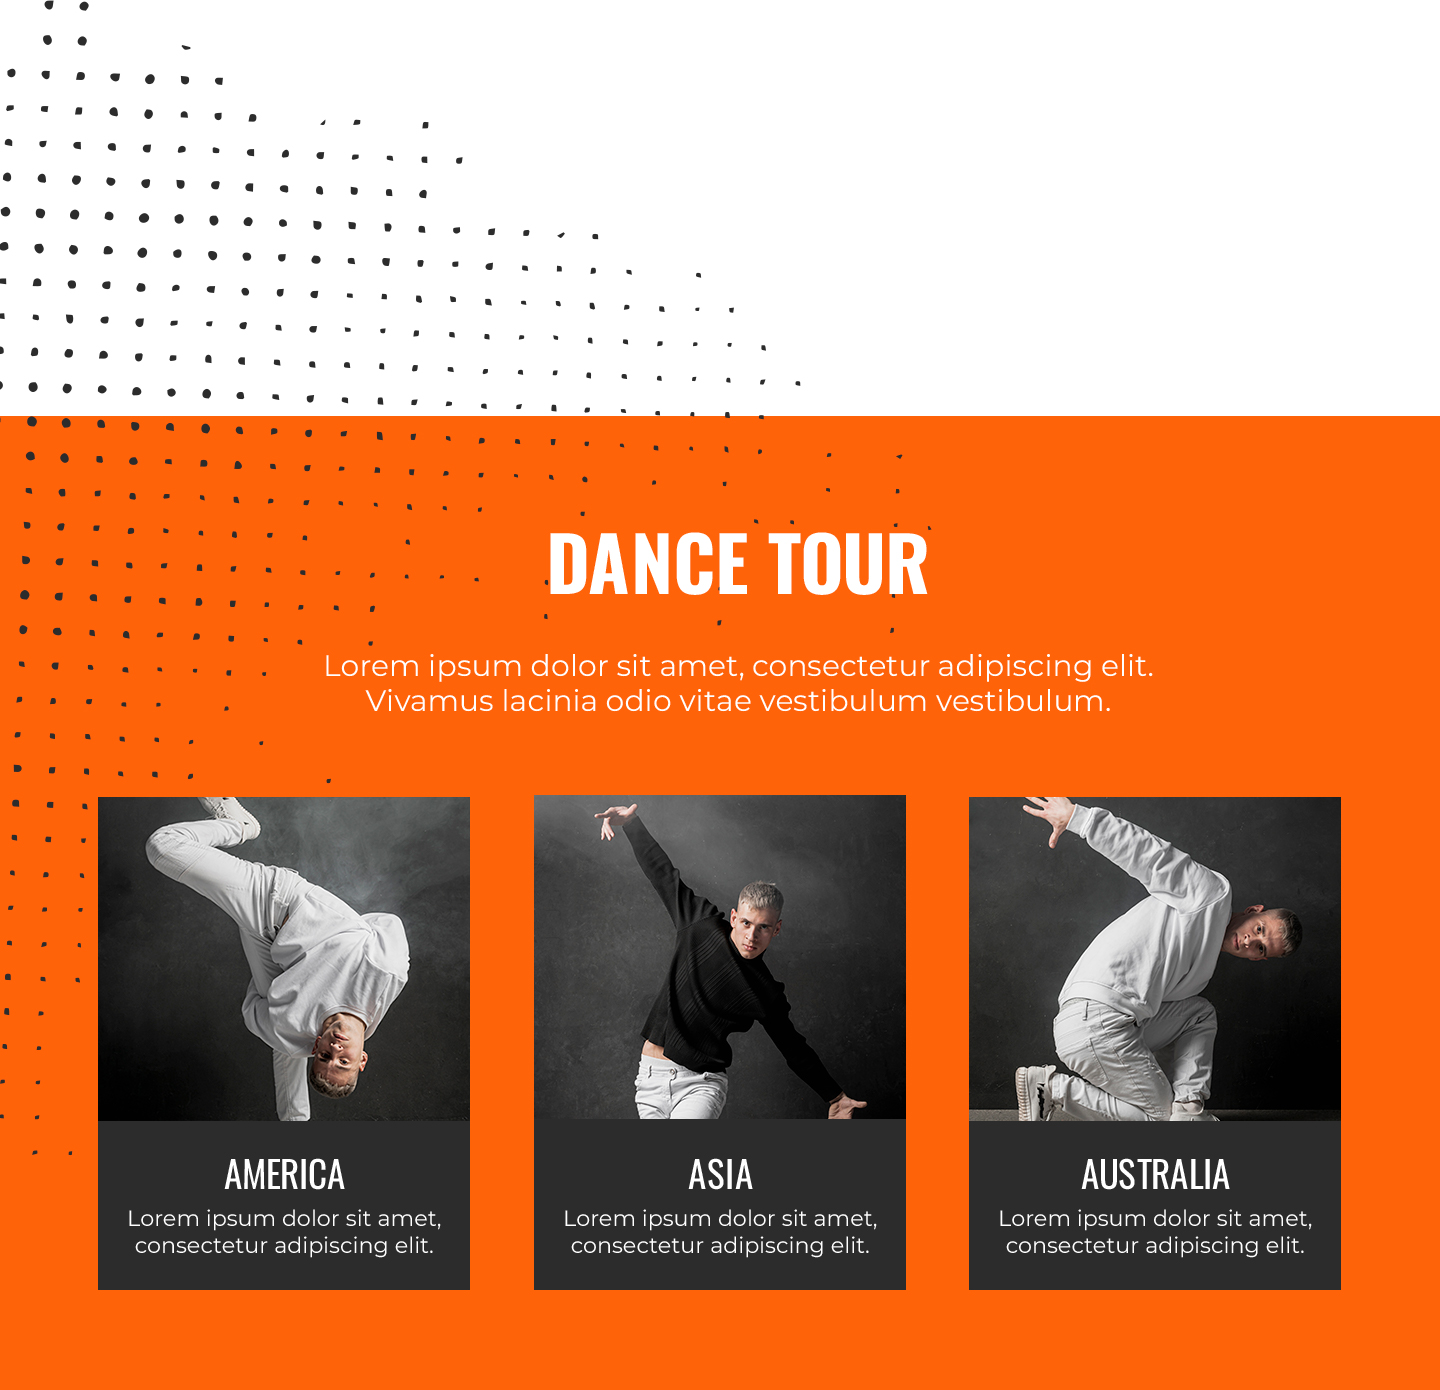 DANCE TOUR
Lorem ipsum dolor sit amet, consectetur adipiscing elit.
Vivamus lacinia odio vitae vestibulum vestibulum.
AMERICA
Lorem ipsum dolor sit amet,
consectetur adipiscing elit.
ASIA
Lorem ipsum dolor sit amet,
consectetur adipiscing elit.
AUSTRALIA
Lorem ipsum dolor sit amet,
consectetur adipiscing elit.